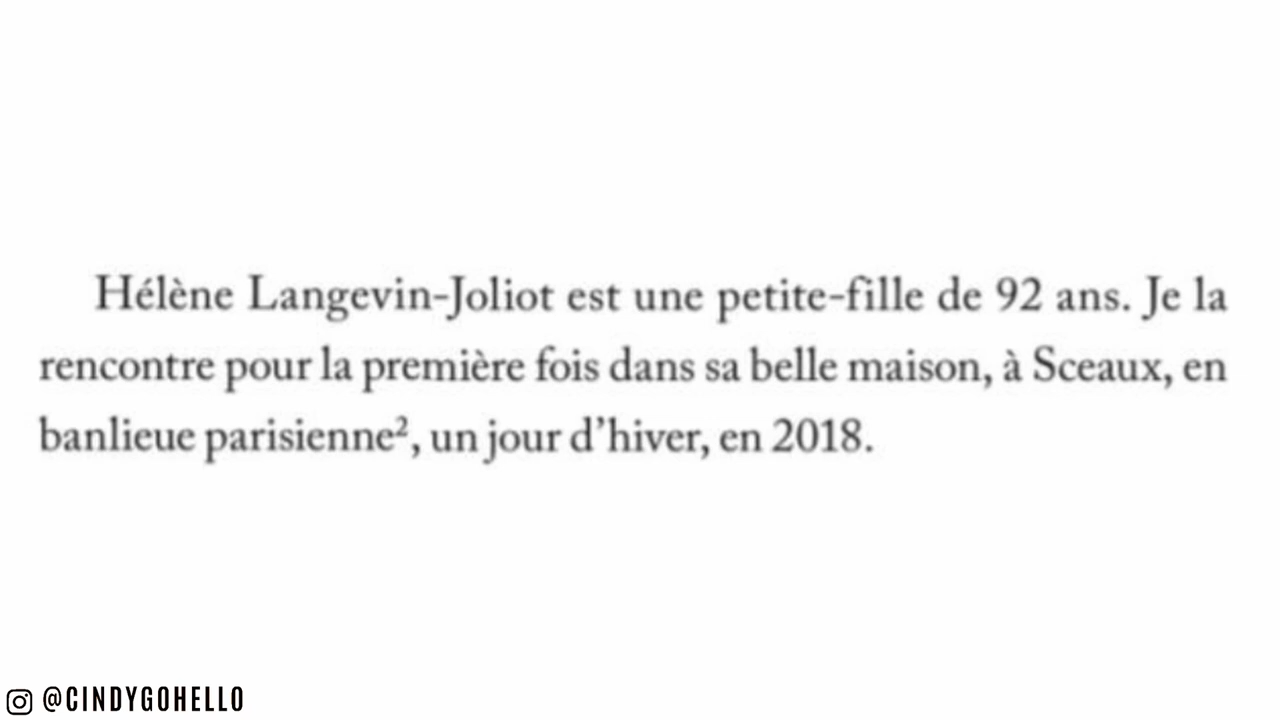 Hélène Langevin-Joliot est une petite-fille de 92 ans. Je la
rencontre pour la première fois dans sa belle maison, à Sceaux, en
banlieue parisienne², un jour d’hiver, en 2018.
@CINDYGOHELLO